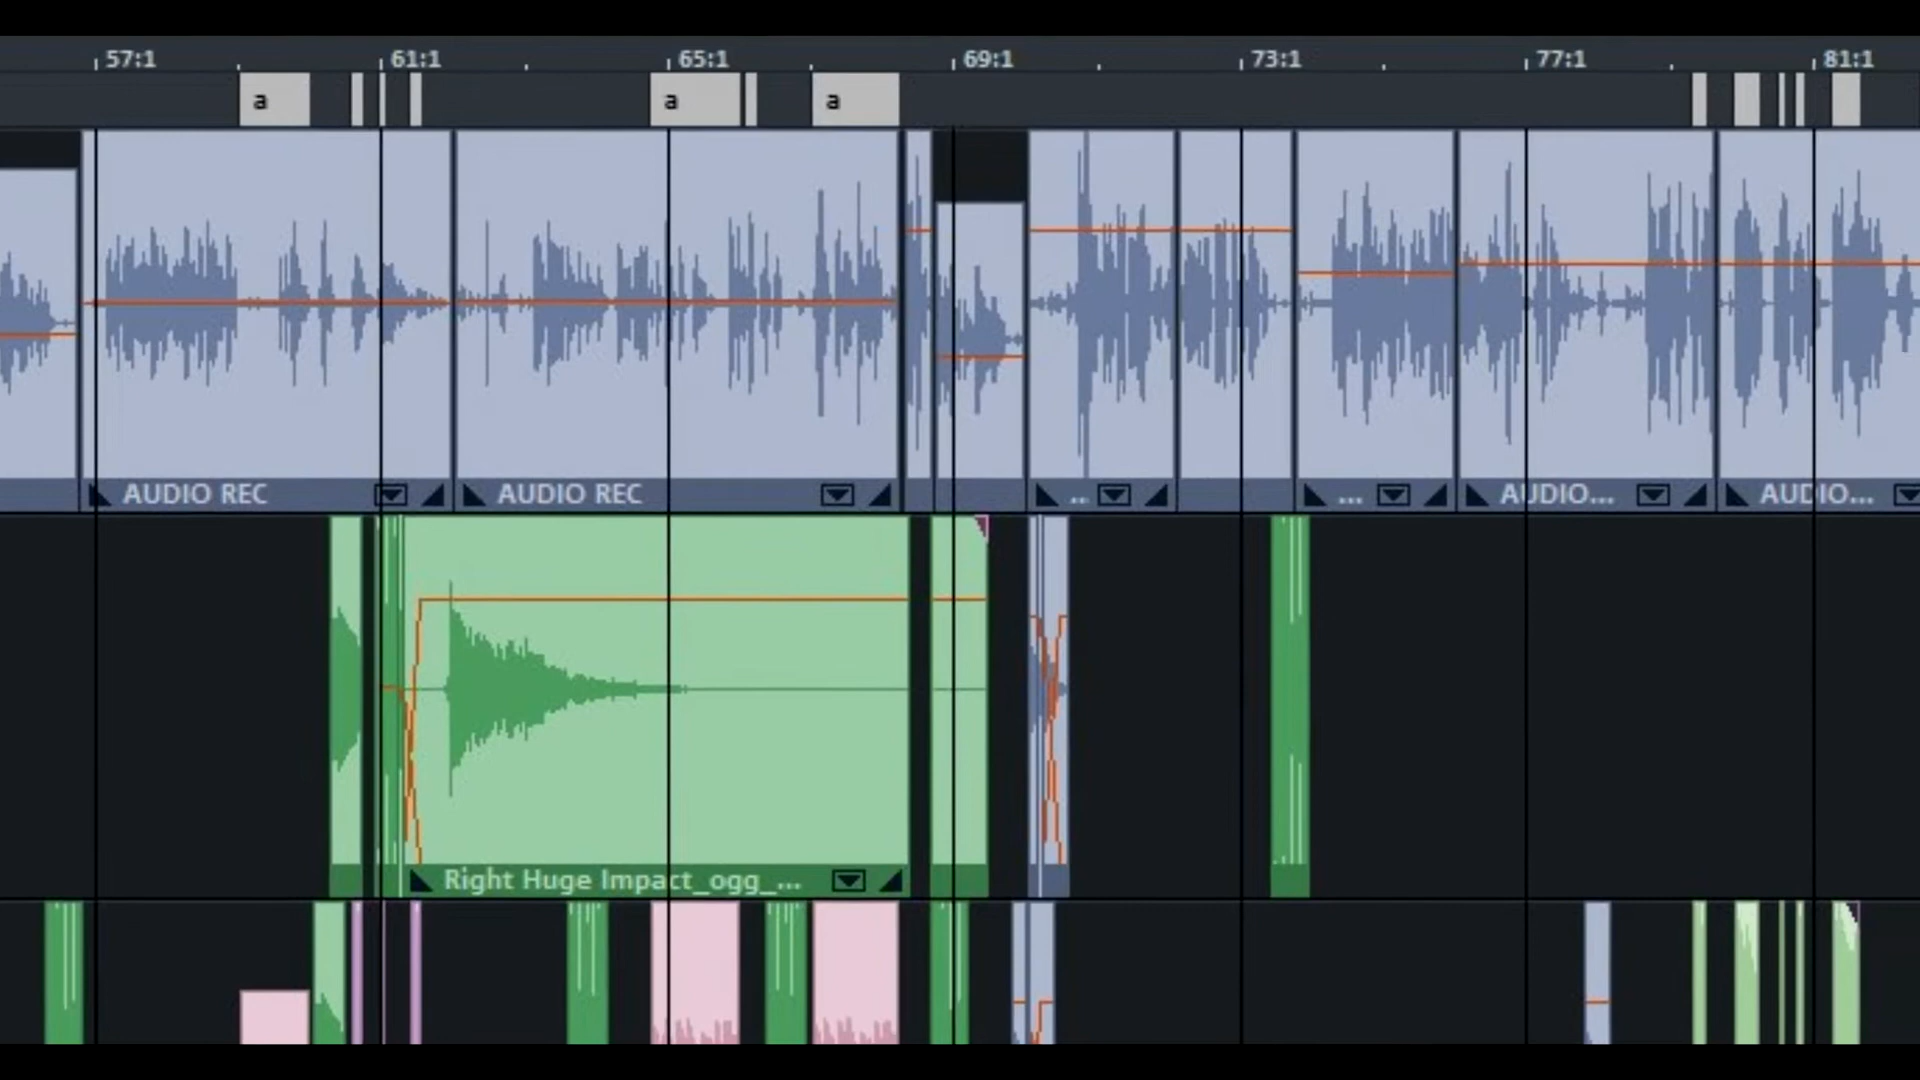 57:1 61:1 65:1 69:1 73:1 77:1 81:1
a a a
AUDIO REC AUDIO REC ... ... AUDIO... AUDIO...
Right Huge Impact_ogg_...